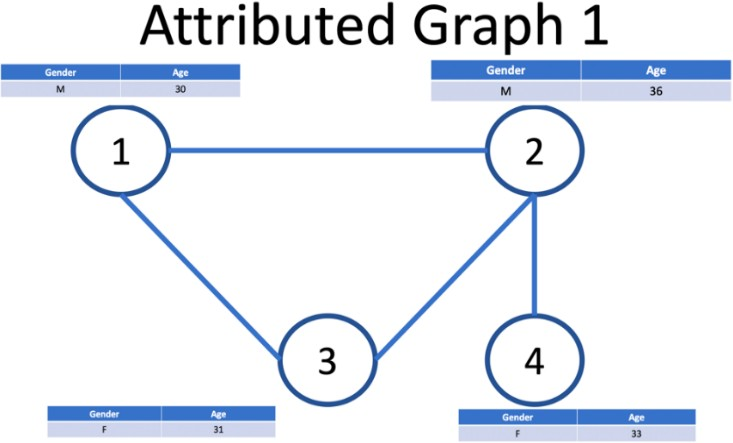 Attributed Graph 1
Gender Age
M 30
Gender Age
M 36
1
2
3
4
Gender Age
F 31
Gender Age
F 33